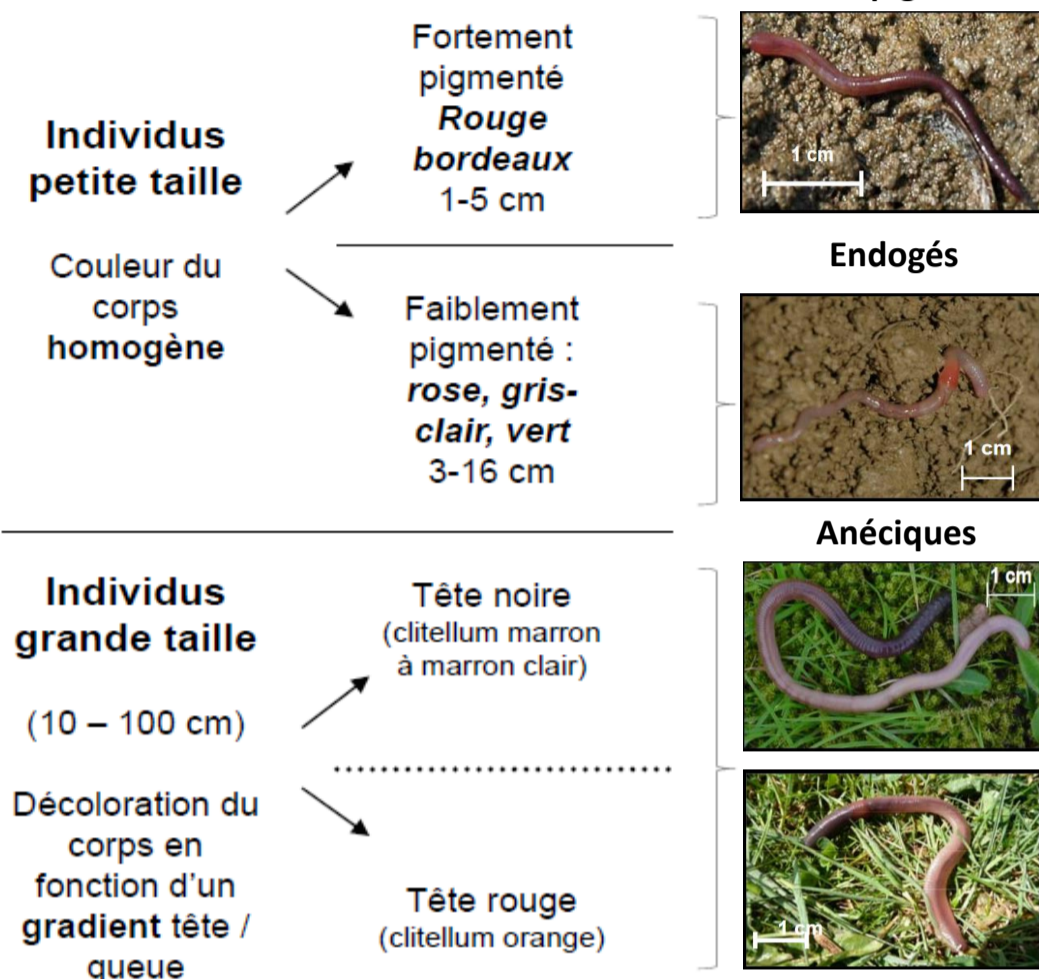 Individus
petite taille
Couleur du
corps
homogène
Fortement
pigmenté
Rouge
bordeaux
1-5 cm
1 cm
Faiblement
pigmenté :
rose, gris-
clair, vert
3-16 cm
Endogés
1 cm
Individus
grande taille
(10 – 100 cm)
Décoloration du
corps en
fonction d'un
gradient tête /
queue
Tête noire
(clitellum marron
à marron clair)
Tête rouge
(clitellum orange)
Anéciques
1 cm
1 cm